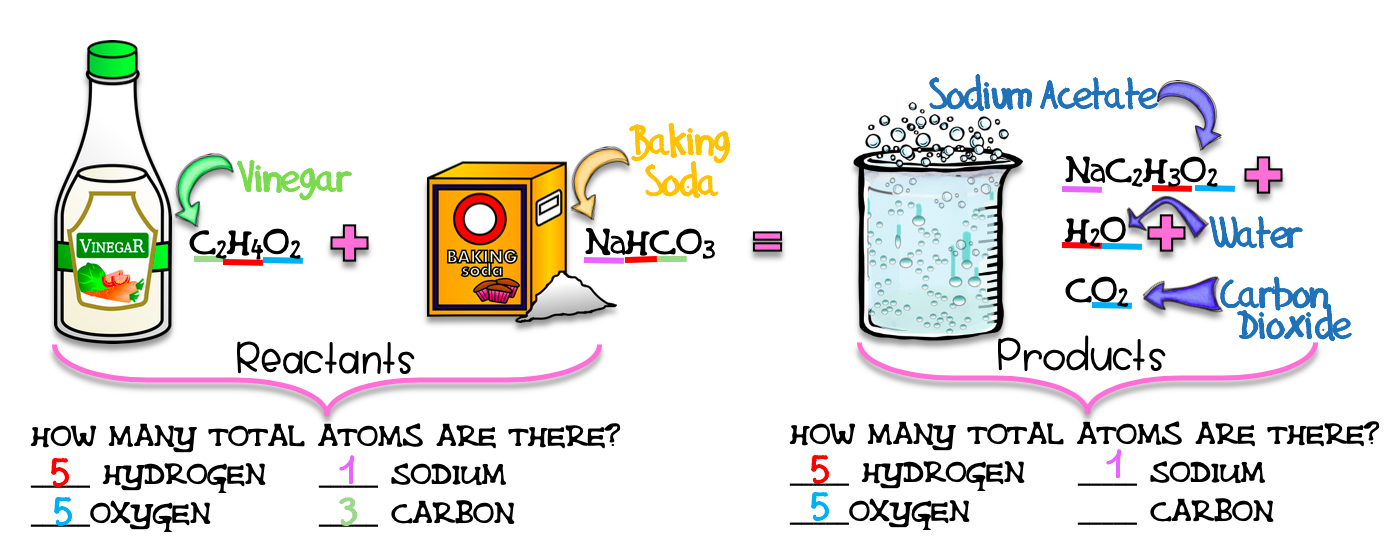 Sodium Acetate
Baking
Soda
Vinegar
NaC₂H₃O₂ +
VINEGAR
C₂H₄O₂ +
BAKING
soda
NaHCO₃ =
H₂O + Water
CO₂ Carbon
Dioxide
Reactants
Products
HOW MANY TOTAL ATOMS ARE THERE?
5 HYDROGEN 1 SODIUM
5 OXYGEN 3 CARBON
HOW MANY TOTAL ATOMS ARE THERE?
5 HYDROGEN 1 SODIUM
5 OXYGEN ____ CARBON